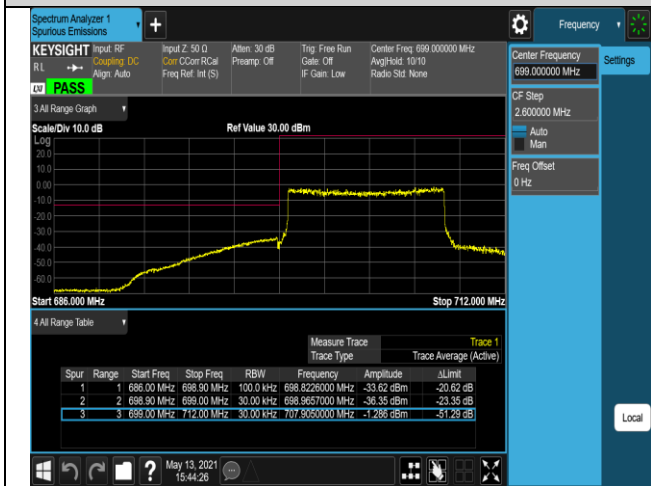 Spectrum Analyzer 1
Spurious Emissions
Frequency
KEYSIGHT
Input: RF
Input Z: 50 Ω
Atten: 30 dB
Trig: Free Run
Center Freq: 699.000000 MHz
RL
Coupling: DC
Corr CCorr RCal
Preamp: Off
Gate: Off
Avg|Hold: 10/10
Align: Auto
Freq Ref: Int (S)
IF Gain: Low
Radio Std: None
LXI
PASS
Center Frequency
699.000000 MHz
Settings
CF Step
2.600000 MHz
Auto
Man
Freq Offset
0 Hz
3 All Range Graph
Scale/Div 10.0 dB
Ref Value 30.00 dBm
Log
20.0
10.0
0.00
-10.0
-20.0
-30.0
-40.0
-50.0
-60.0
Start 686.000 MHz
Stop 712.000 MHz
4 All Range Table
Measure Trace
Trace 1
Trace Type
Trace Average (Active)
Spur Range Start Freq Stop Freq RBW Frequency Amplitude ΔLimit
1 1 686.00 MHz 698.90 MHz 100.0 kHz 698.8226000 MHz -33.62 dBm -20.62 dB
2 2 698.90 MHz 699.00 MHz 30.00 kHz 698.9657000 MHz -36.35 dBm -23.35 dB
3 3 699.00 MHz 712.00 MHz 30.00 kHz 707.9050000 MHz -1.286 dBm -51.29 dB
Local
?
May 13, 2021
15:44:26